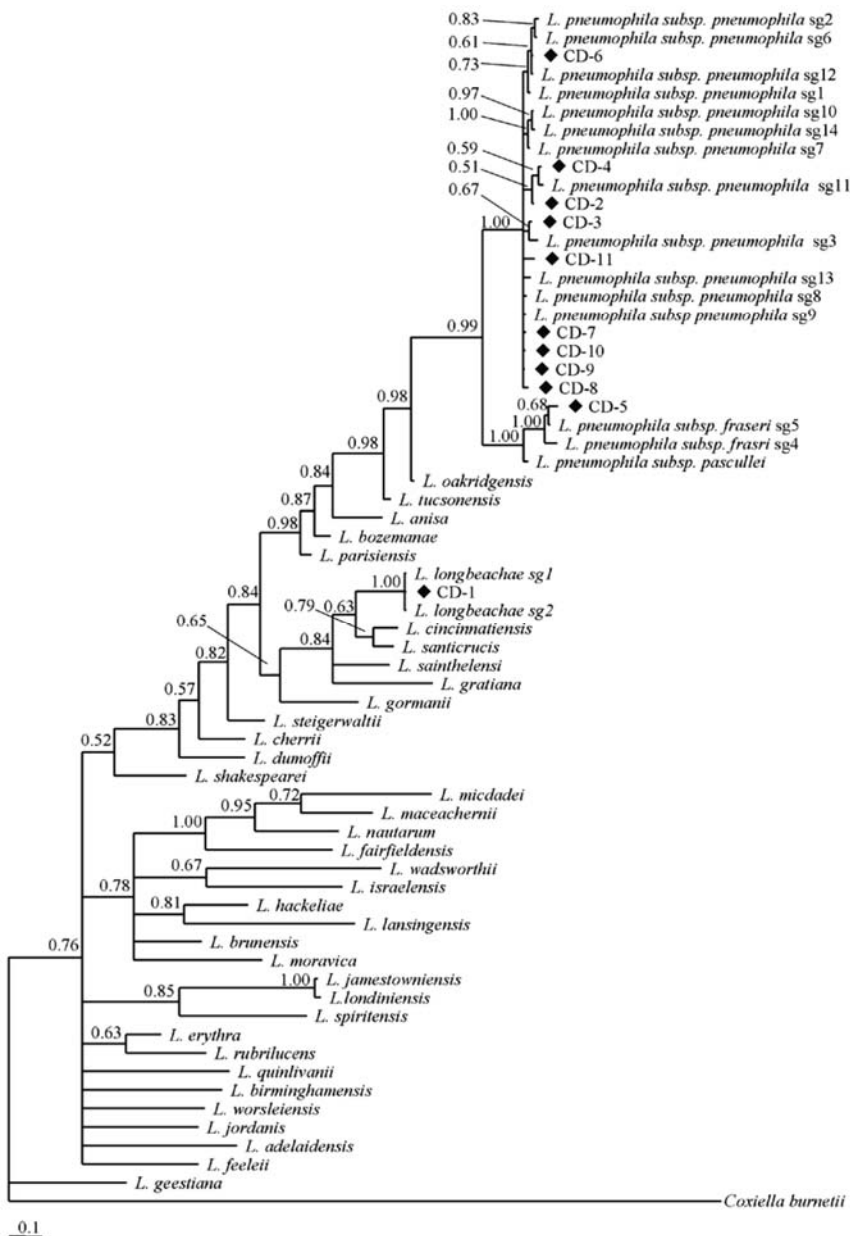 0.83 L. pneumophila subsp. pneumophila sg2
0.61 L. pneumophila subsp. pneumophila sg6
CD-6
0.73 L. pneumophila subsp. pneumophila sg12
L. pneumophila subsp. pneumophila sg1
0.97 L. pneumophila subsp. pneumophila sg10
1.00 L. pneumophila subsp. pneumophila sg14
L. pneumophila subsp. pneumophila sg7
0.59 CD-4
0.51 L. pneumophila subsp. pneumophila sg11
0.67 CD-2
1.00 CD-3
L. pneumophila subsp. pneumophila sg3
CD-11
L. pneumophila subsp. pneumophila sg13
L. pneumophila subsp. pneumophila sg8
L. pneumophila subsp pneumophila sg9
0.99 CD-7
CD-10
CD-9
CD-8
0.68 CD-5
1.00 L. pneumophila subsp. fraseri sg5
1.00 L. pneumophila subsp. frasri sg4
L. pneumophila subsp. pascullei
0.98 L. oakridgensis
0.98 L. tucsonensis
0.84 L. anisa
0.87 L. bozemanae
0.98 L. parisiensis
L. longbeachae sg1
1.00 CD-1
0.84 0.79 0.63 L. longbeachae sg2
L. cincinnatiensis
0.65 0.84 L. santicrucis
0.82 L. sainthelensi
L. gratiana
0.57 L. gormanii
0.83 L. steigerwaltii
0.52 L. cherrii
L. dumoffii
L. shakespearei
0.72 L. micdadei
0.95 L. maceachernii
1.00 L. nautarum
L. fairfieldensis
0.67 L. wadsworthii
0.78 L. israelensis
0.81 L. hackeliae
L. lansingensis
0.76 L. brunensis
L. moravica
1.00 L. jamestowniensis
0.85 L.londiniensis
L. spiritensis
0.63 L. erythra
L. rubrilucens
L. quinlivanii
L. birminghamensis
L. worsleiensis
L. jordanis
L. adelaidensis
L. feeleii
L. geestiana
Coxiella burnetii
0.1